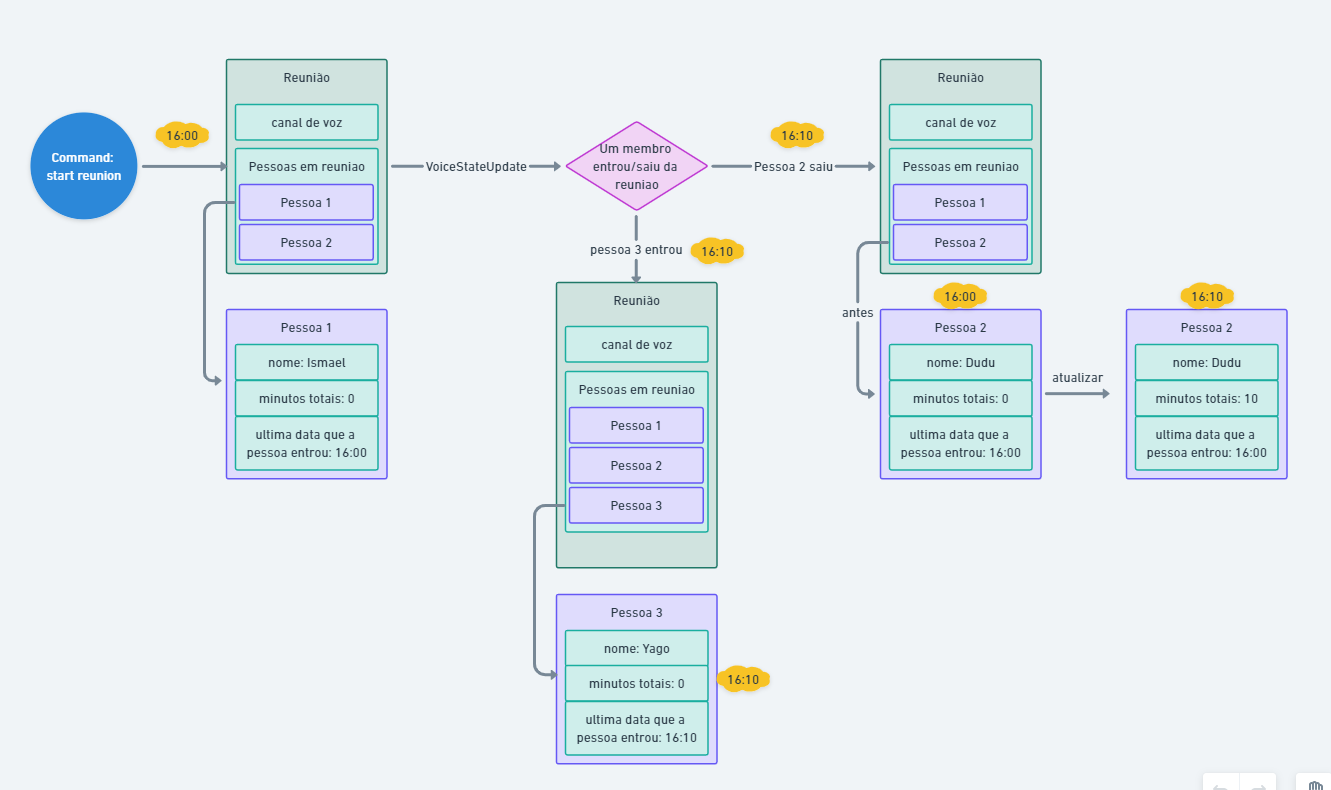 Command:
start reunion
16:00
Reunião
canal de voz
Pessoas em reuniao
Pessoa 1
Pessoa 2
Pessoa 1
nome: Ismael
minutos totais: 0
ultima data que a
pessoa entrou: 16:00
VoiceStateUpdate
Um membro
entrou/saiu da
reuniao
pessoa 3 entrou
16:10
Reunião
canal de voz
Pessoas em reuniao
Pessoa 1
Pessoa 2
Pessoa 3
Pessoa 3
nome: Yago
minutos totais: 0
ultima data que a
pessoa entrou: 16:10
16:10
16:10
Pessoa 2 saiu
Reunião
canal de voz
Pessoas em reuniao
Pessoa 1
Pessoa 2
antes
16:00
Pessoa 2
nome: Dudu
minutos totais: 0
ultima data que a
pessoa entrou: 16:00
atualizar
16:10
Pessoa 2
nome: Dudu
minutos totais: 10
ultima data que a
pessoa entrou: 16:00